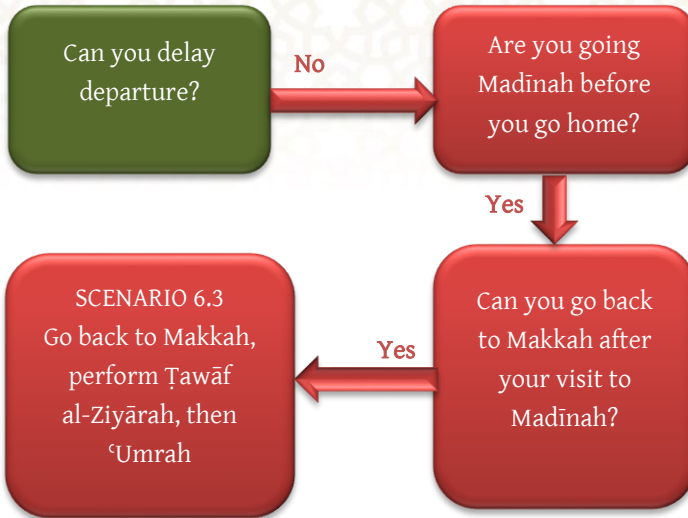 Can you delay
departure?
No
Are you going
Madīnah before
you go home?
Yes
Can you go back
to Makkah after
your visit to
Madīnah?
Yes
SCENARIO 6.3
Go back to Makkah,
perform Ṭawāf
al-Ziyārah, then
ʿUmrah